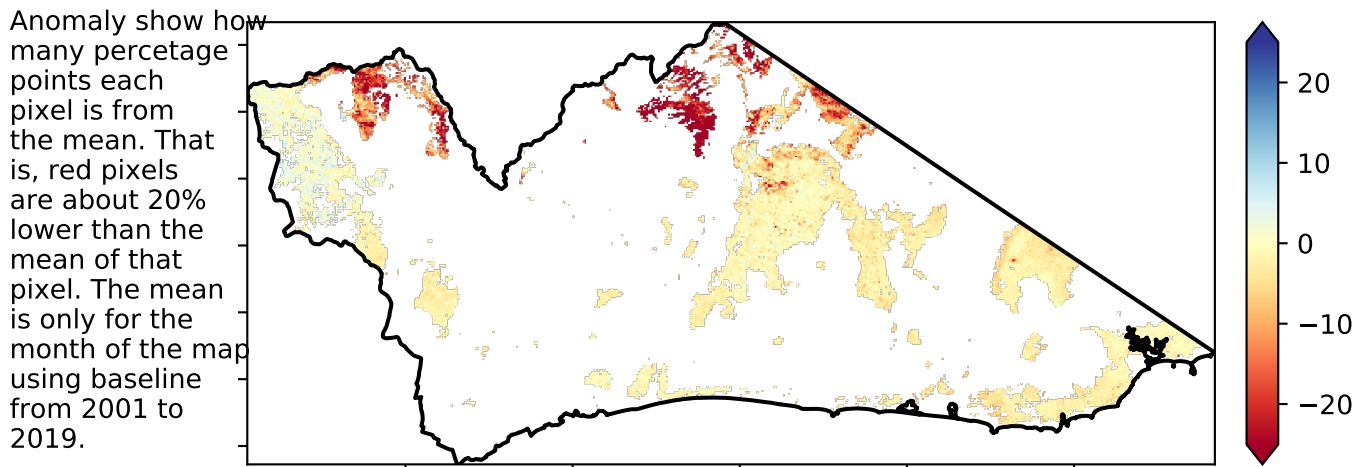 Anomaly show how
many percetage
points each
pixel is from
the mean. That
is, red pixels
are about 20%
lower than the
mean of that
pixel. The mean
is only for the
month of the map
using baseline
from 2001 to
2019.
20
10
0
−10
−20